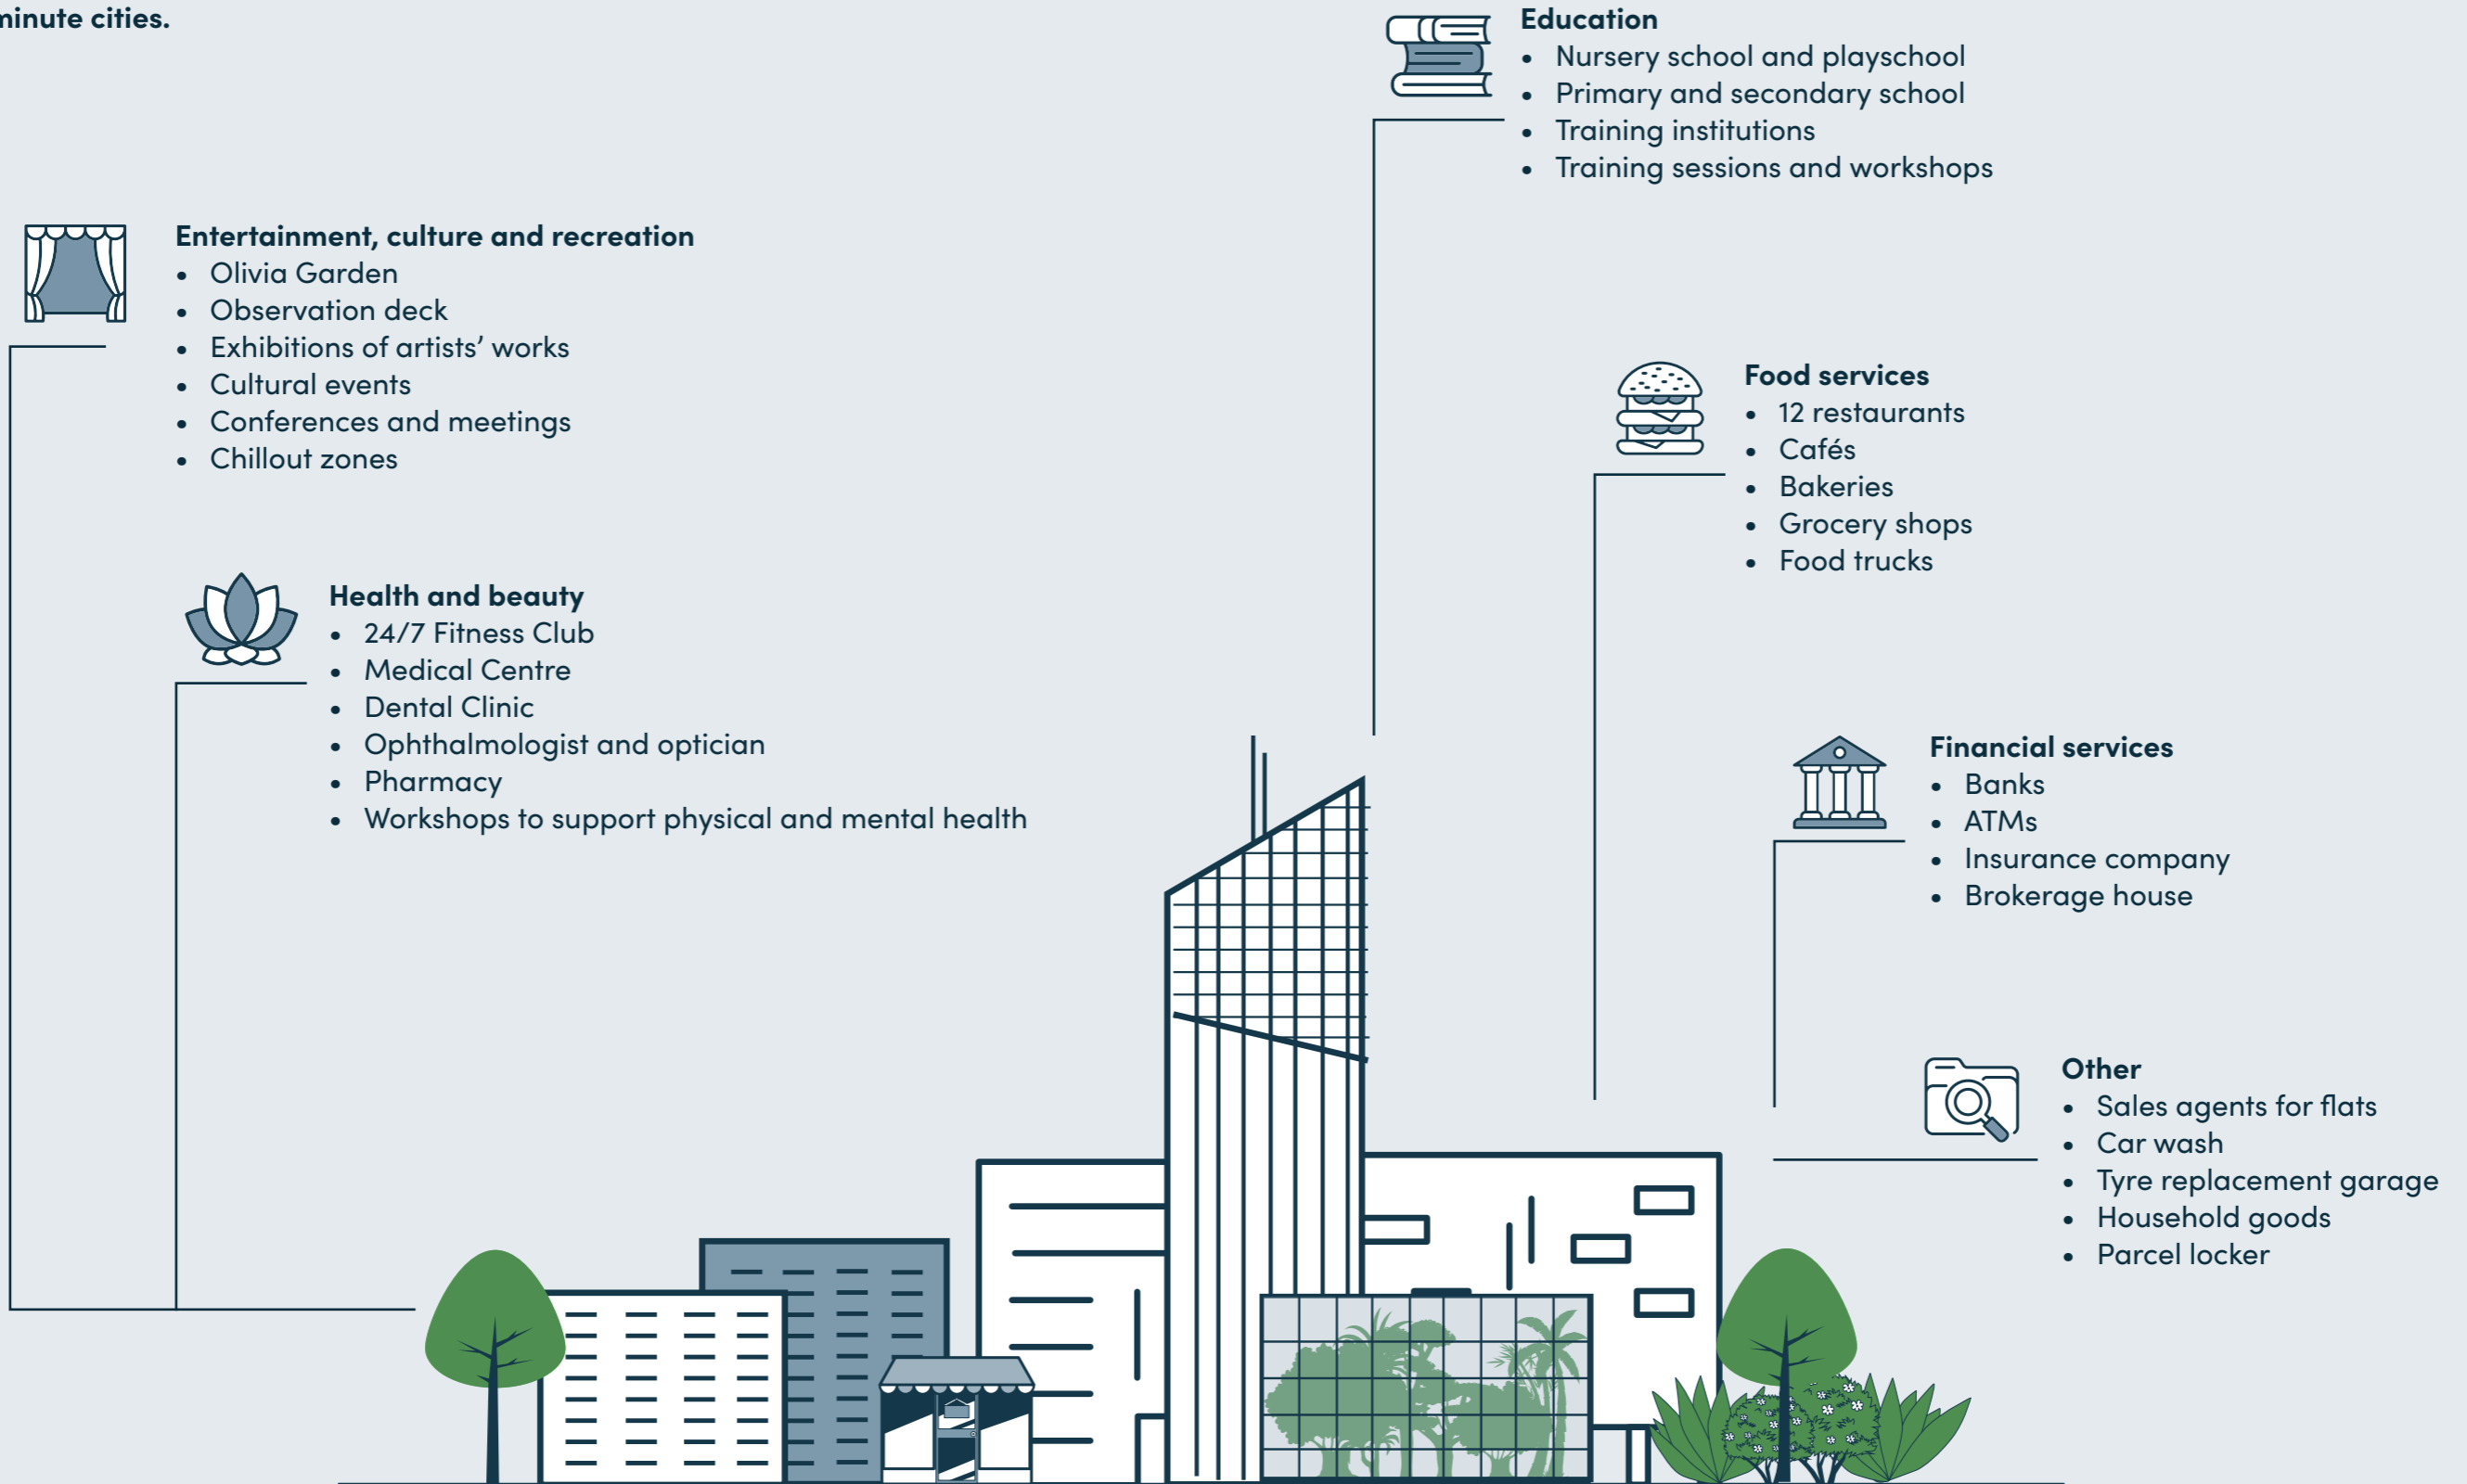 minute cities.
Entertainment, culture and recreation
• Olivia Garden
• Observation deck
• Exhibitions of artists’ works
• Cultural events
• Conferences and meetings
• Chillout zones
Health and beauty
• 24/7 Fitness Club
• Medical Centre
• Dental Clinic
• Ophthalmologist and optician
• Pharmacy
• Workshops to support physical and mental health
Education
• Nursery school and playschool
• Primary and secondary school
• Training institutions
• Training sessions and workshops
Food services
• 12 restaurants
• Cafés
• Bakeries
• Grocery shops
• Food trucks
Financial services
• Banks
• ATMs
• Insurance company
• Brokerage house
Other
• Sales agents for flats
• Car wash
• Tyre replacement garage
• Household goods
• Parcel locker